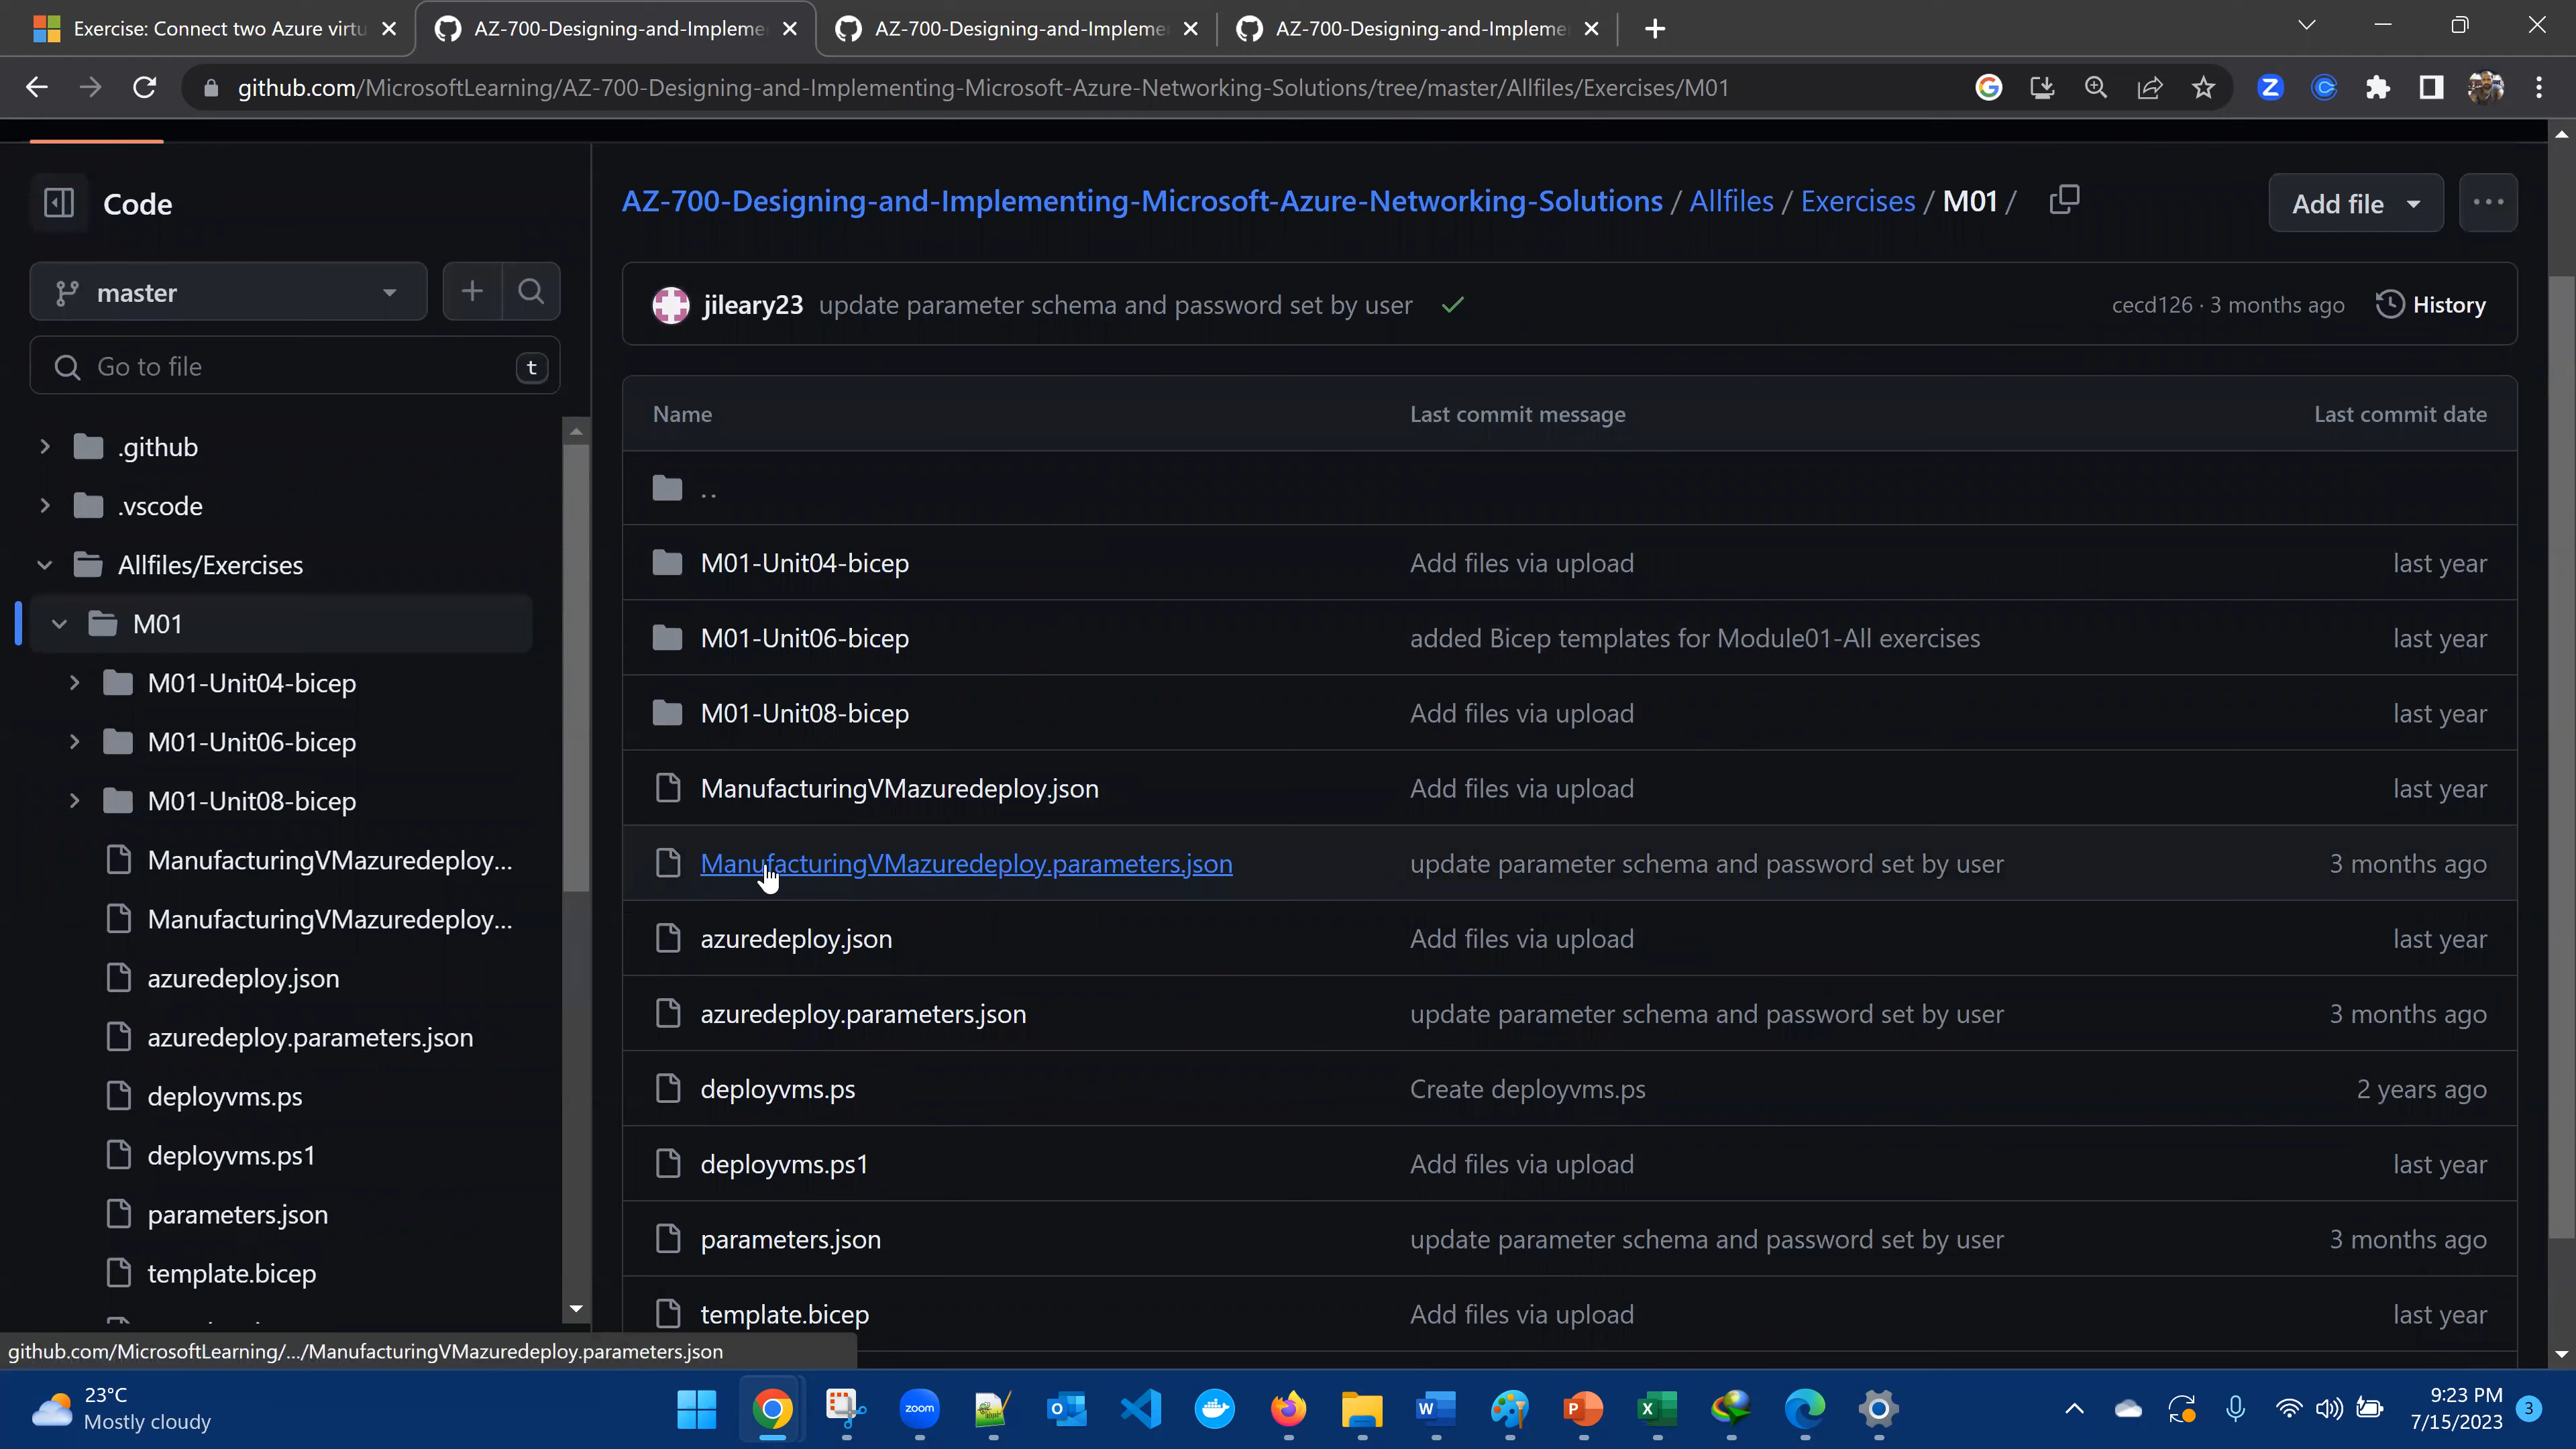 Exercise: Connect two Azure virtu
AZ-700-Designing-and-Impleme
AZ-700-Designing-and-Impleme
AZ-700-Designing-and-Impleme
github.com/MicrosoftLearning/AZ-700-Designing-and-Implementing-Microsoft-Azure-Networking-Solutions/tree/master/Allfiles/Exercises/M01
Code
AZ-700-Designing-and-Implementing-Microsoft-Azure-Networking-Solutions / Allfiles / Exercises / M01 /
Add file
master
jileary23 update parameter schema and password set by user
cecd126 · 3 months ago
History
Go to file
t
Name
Last commit message
Last commit date
.github
.vscode
Allfiles/Exercises
M01
M01-Unit04-bicep
M01-Unit06-bicep
M01-Unit08-bicep
ManufacturingVMazuredeploy...
ManufacturingVMazuredeploy...
azuredeploy.json
azuredeploy.parameters.json
deployvms.ps
deployvms.ps1
parameters.json
template.bicep
..
M01-Unit04-bicep Add files via upload last year
M01-Unit06-bicep added Bicep templates for Module01-All exercises last year
M01-Unit08-bicep Add files via upload last year
ManufacturingVMazuredeploy.json Add files via upload last year
ManufacturingVMazuredeploy.parameters.json update parameter schema and password set by user 3 months ago
azuredeploy.json Add files via upload last year
azuredeploy.parameters.json update parameter schema and password set by user 3 months ago
deployvms.ps Create deployvms.ps 2 years ago
deployvms.ps1 Add files via upload last year
parameters.json update parameter schema and password set by user 3 months ago
template.bicep Add files via upload last year
github.com/MicrosoftLearning/.../ManufacturingVMazuredeploy.parameters.json
23°C
Mostly cloudy
zoom
9:23 PM
7/15/2023
3